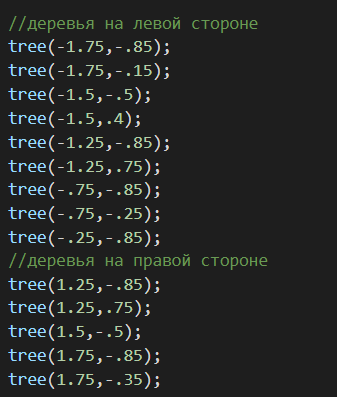 //деревья на левой стороне
tree(-1.75,-.85);
tree(-1.75,-.15);
tree(-1.5,-.5);
tree(-1.5,.4);
tree(-1.25,-.85);
tree(-1.25,.75);
tree(-.75,-.85);
tree(-.75,-.25);
tree(-.25,-.85);
//деревья на правой стороне
tree(1.25,-.85);
tree(1.25,.75);
tree(1.5,-.5);
tree(1.75,-.85);
tree(1.75,-.35);